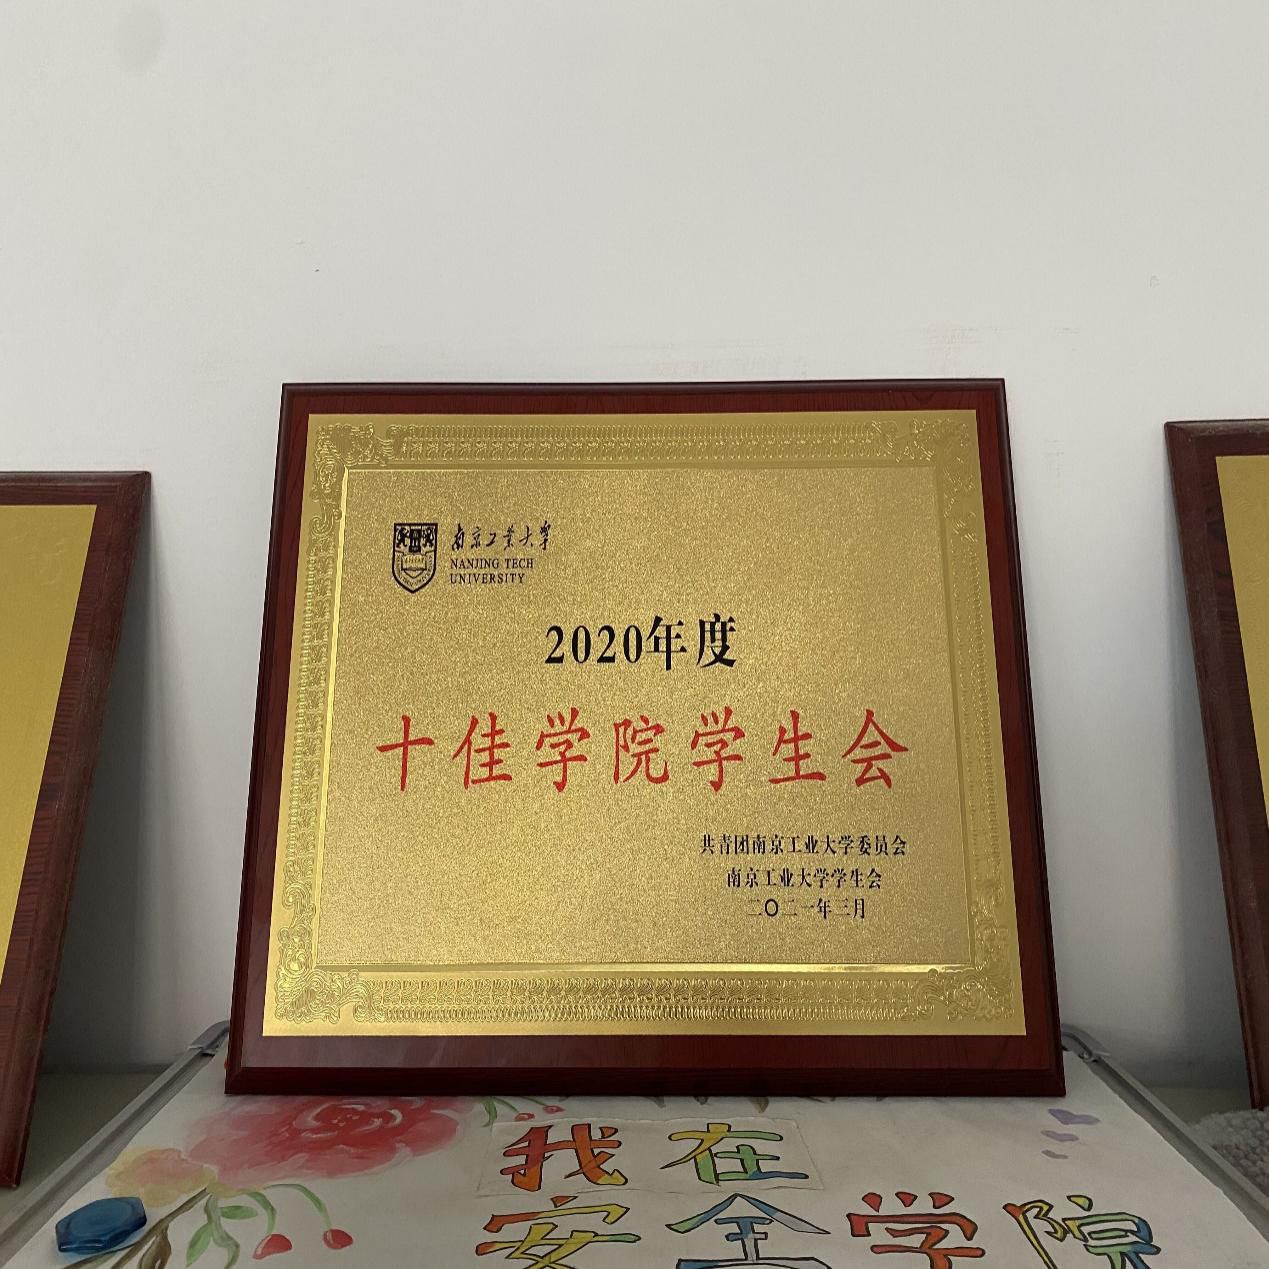 南京工业大学
NANJING TECH
UNIVERSITY
2020年度
十佳学院学生会
共青团南京工业大学委员会
南京工业大学学生会
二〇二一年三月
我在
安全学院